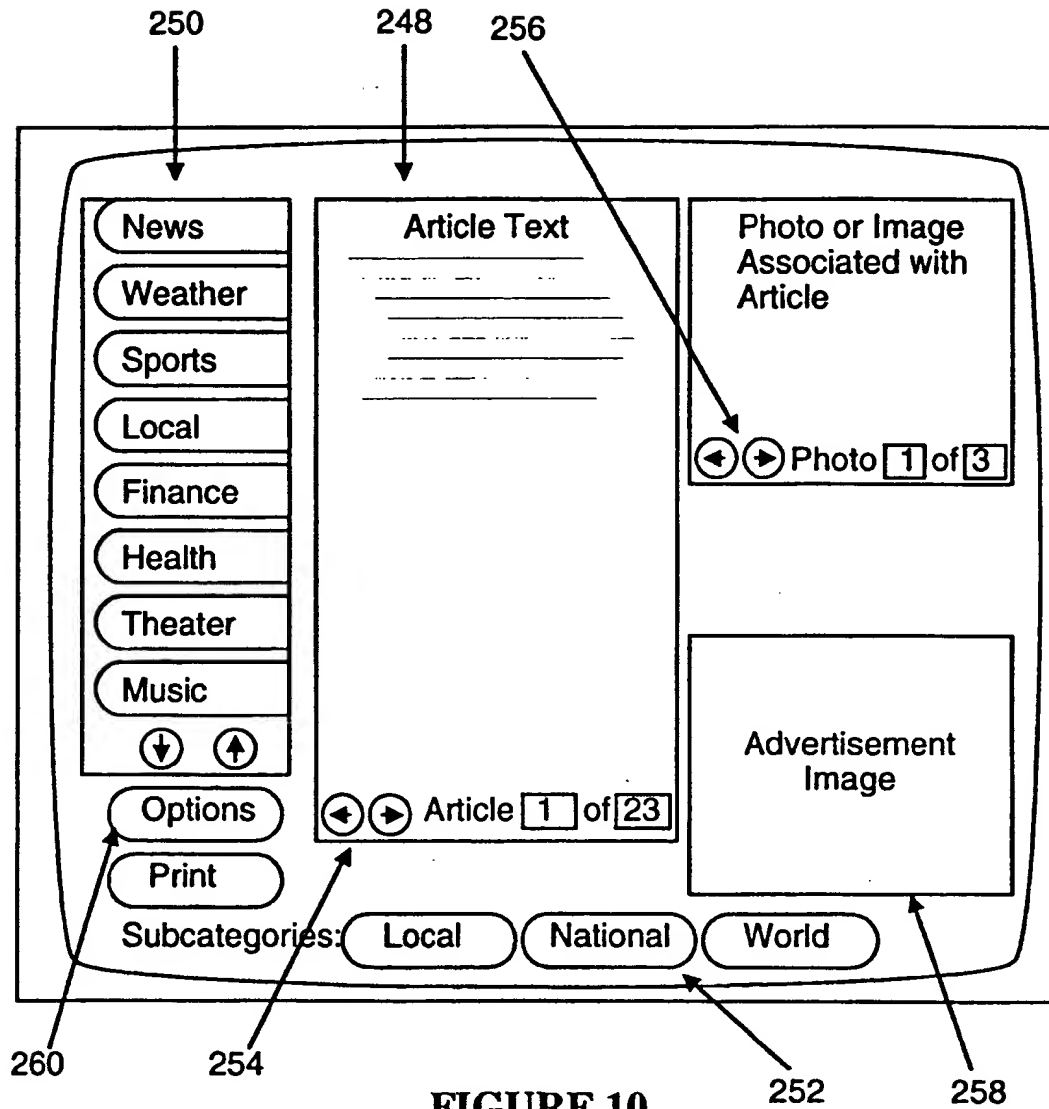 250
248
256
News
Weather
Sports
Local
Finance
Health
Theater
Music
Options
Print
Article Text
Article 1 of 23
Photo or Image
Associated with
Article
Photo 1 of 3
Advertisement
Image
Subcategories: Local National World
260
254
252
258
FIGURE 10